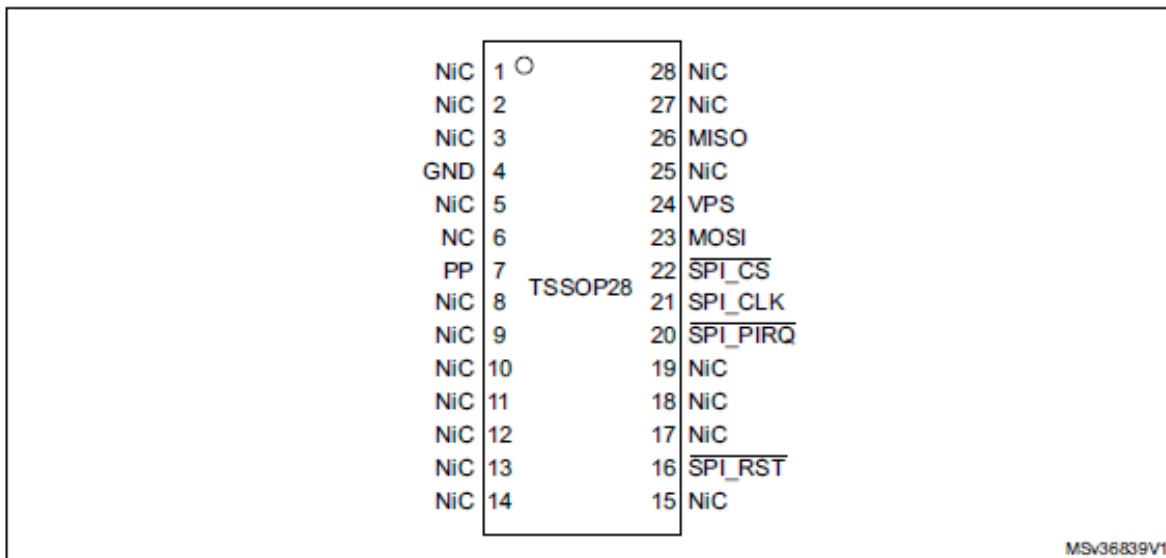 NiC 1 28 NiC
NiC 2 27 NiC
NiC 3 26 MISO
GND 4 25 NiC
NiC 5 24 VPS
NC 6 23 MOSI
PP 7 22 SPI_CS
TSSOP28
NiC 8 21 SPI_CLK
NiC 9 20 SPI_PIRQ
NiC 10 19 NiC
NiC 11 18 NiC
NiC 12 17 NiC
NiC 13 16 SPI_RST
NiC 14 15 NiC
MSv36839V1